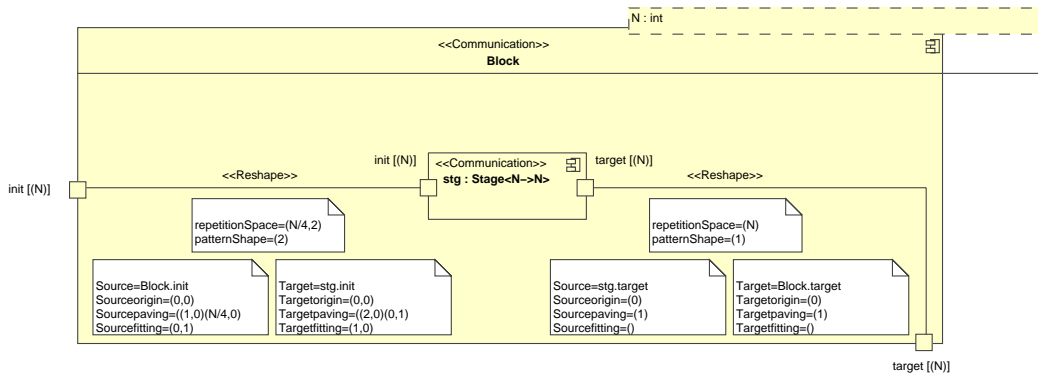 N : int
<<Communication>>
Block
init [(N)]
<<Communication>>
target [(N)]
stg : Stage<N−>N>
<<Reshape>>
<<Reshape>>
init [(N)]
repetitionSpace=(N/4,2)
patternShape=(2)
repetitionSpace=(N)
patternShape=(1)
Source=Block.init
Sourceorigin=(0,0)
Sourcepaving=((1,0)(N/4,0)
Sourcefitting=(0,1)
Target=stg.init
Targetorigin=(0,0)
Targetpaving=((2,0)(0,1)
Targetfitting=(1,0)
Source=stg.target
Sourceorigin=(0)
Sourcepaving=(1)
Sourcefitting=()
Target=Block.target
Targetorigin=(0)
Targetpaving=(1)
Targetfitting=()
target [(N)]